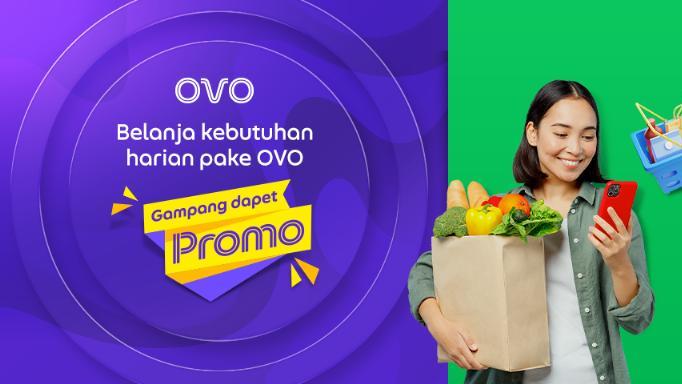 OVO
Belanja kebutuhan
harian pake OVO
Gampang dapet
Promo